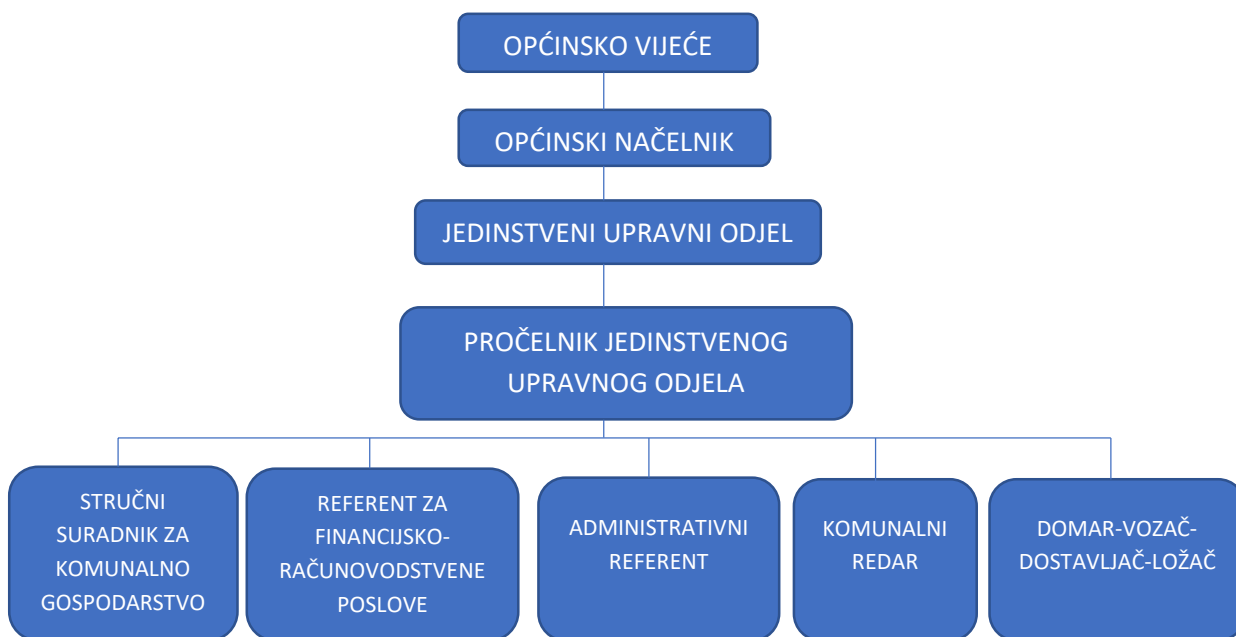 OPĆINSKO VIJEĆE
OPĆINSKI NAČELNIK
JEDINSTVENI UPRAVNI ODJEL
PROČELNIK JEDINSTVENOG
UPRAVNOG ODJELA
STRUČNI
SURADNIK ZA
KOMUNALNO
GOSPODARSTVO
REFERENT ZA
FINANCIJSKO-
RAČUNOVODSTVENE
POSLOVE
ADMINISTRATIVNI
REFERENT
KOMUNALNI
REDAR
DOMAR-VOZAČ-
DOSTAVLJAČ-LOŽAČ